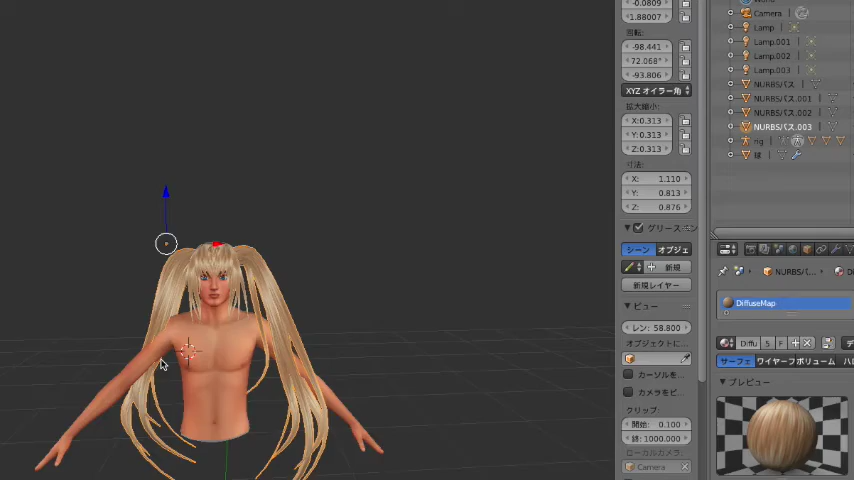 -0.0809
1.88007
回転:
-98.441
72.068°
-93.806
XYZ オイラー角
拡大縮小:
X:0.313
Y:0.313
Z:0.313
寸法:
X: 1.110
Y: 0.813
Z: 0.876
グリース
シーン オブジェ
新規
新規レイヤー
ビュー
レン: 58.800
オブジェクトに
カーソルを...
カメラをビ...
クリップ:
開始: 0.100
終: 1000.000
ローカルカメラ
Camera
World
Camera
Lamp
Lamp.001
Lamp.002
Lamp.003
NURBSパス
NURBSパス.001
NURBSパス.002
NURBSパス.003
rig
球
NURBSパ...
DiffuseMap
Diffu 5 F デ
サーフェ ワイヤーフ ボリューム ハロ
プレビュー